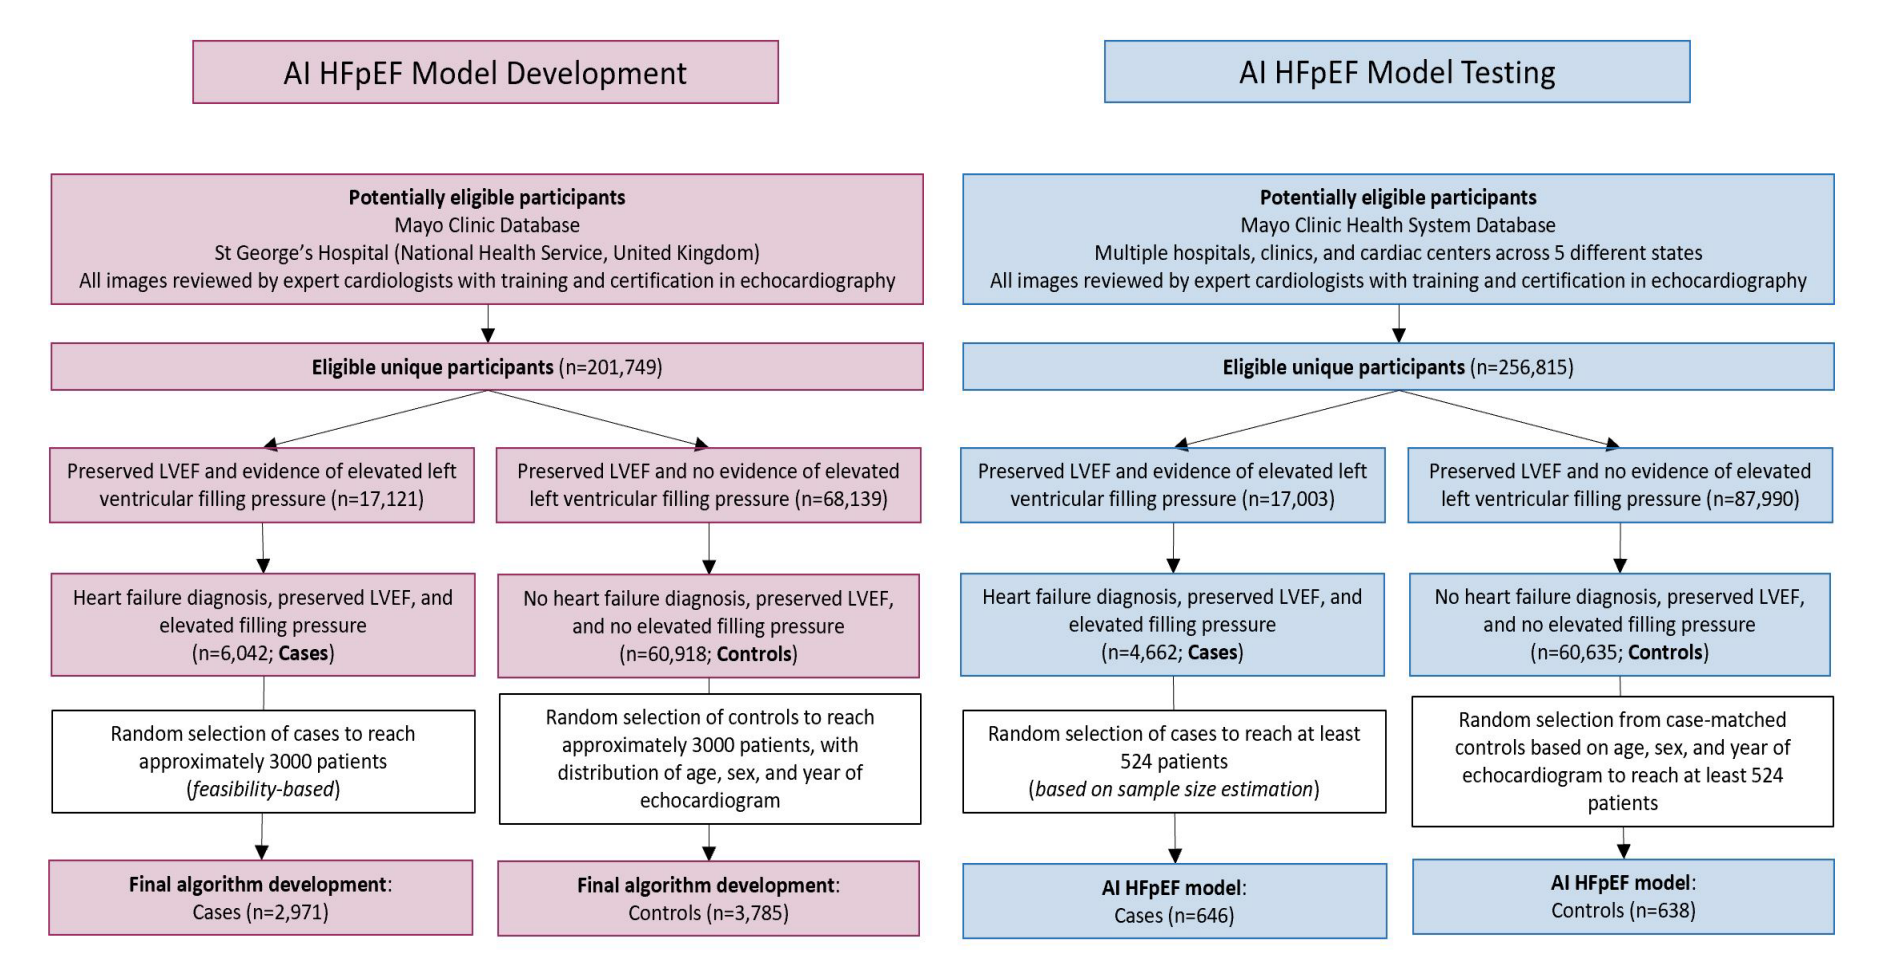 AI HFpEF Model Development
Potentially eligible participants
Mayo Clinic Database
St George’s Hospital (National Health Service, United Kingdom)
All images reviewed by expert cardiologists with training and certification in echocardiography
Eligible unique participants (n=201,749)
Preserved LVEF and evidence of elevated left
ventricular filling pressure (n=17,121)
Preserved LVEF and no evidence of elevated
left ventricular filling pressure (n=68,139)
Heart failure diagnosis, preserved LVEF, and
elevated filling pressure
(n=6,042; Cases)
No heart failure diagnosis, preserved LVEF,
and no elevated filling pressure
(n=60,918; Controls)
Random selection of cases to reach
approximately 3000 patients
(feasibility-based)
Random selection of controls to reach
approximately 3000 patients, with
distribution of age, sex, and year of
echocardiogram
Final algorithm development:
Cases (n=2,971)
Final algorithm development:
Controls (n=3,785)
AI HFpEF Model Testing
Potentially eligible participants
Mayo Clinic Health System Database
Multiple hospitals, clinics, and cardiac centers across 5 different states
All images reviewed by expert cardiologists with training and certification in echocardiography
Eligible unique participants (n=256,815)
Preserved LVEF and evidence of elevated left
ventricular filling pressure (n=17,003)
Preserved LVEF and no evidence of elevated
left ventricular filling pressure (n=87,990)
Heart failure diagnosis, preserved LVEF, and
elevated filling pressure
(n=4,662; Cases)
No heart failure diagnosis, preserved LVEF,
and no elevated filling pressure
(n=60,635; Controls)
Random selection of cases to reach at least
524 patients
(based on sample size estimation)
Random selection from case-matched
controls based on age, sex, and year of
echocardiogram to reach at least 524
patients
AI HFpEF model:
Cases (n=646)
AI HFpEF model:
Controls (n=638)